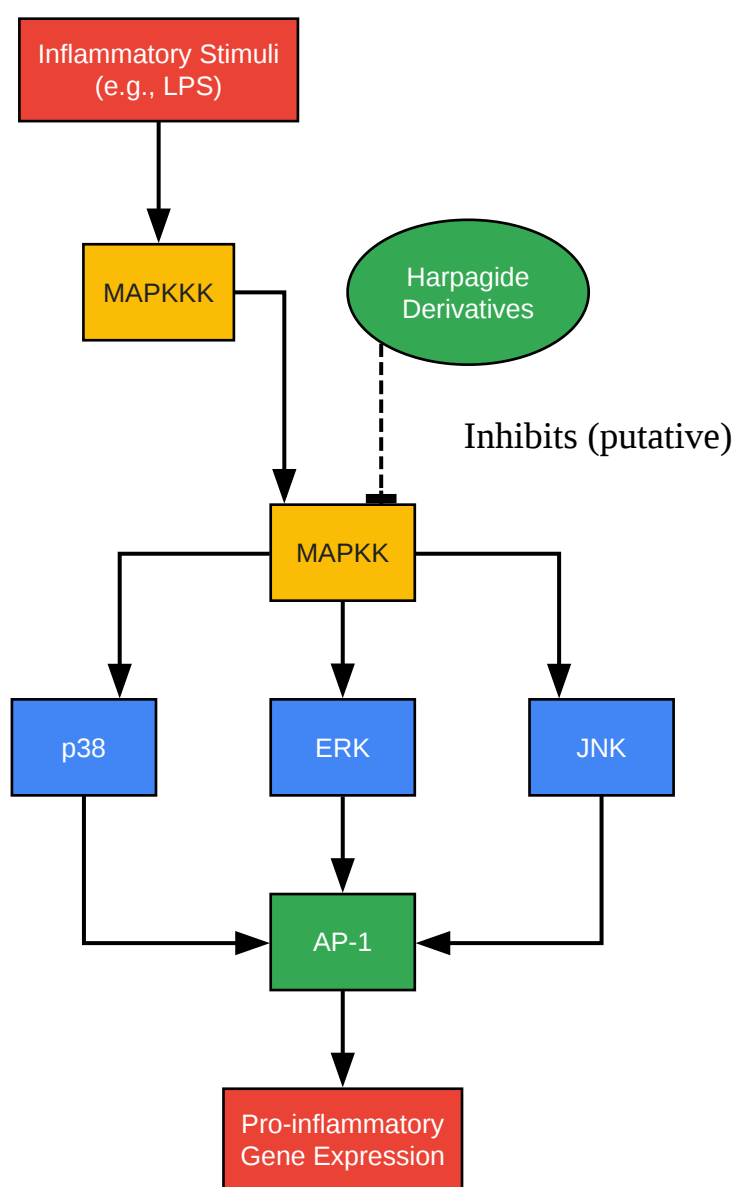 Inflammatory Stimuli
(e.g., LPS)
MAPKKK
Harpagide
Derivatives
Inhibits (putative)
MAPKK
p38
ERK
JNK
AP-1
Pro-inflammatory
Gene Expression